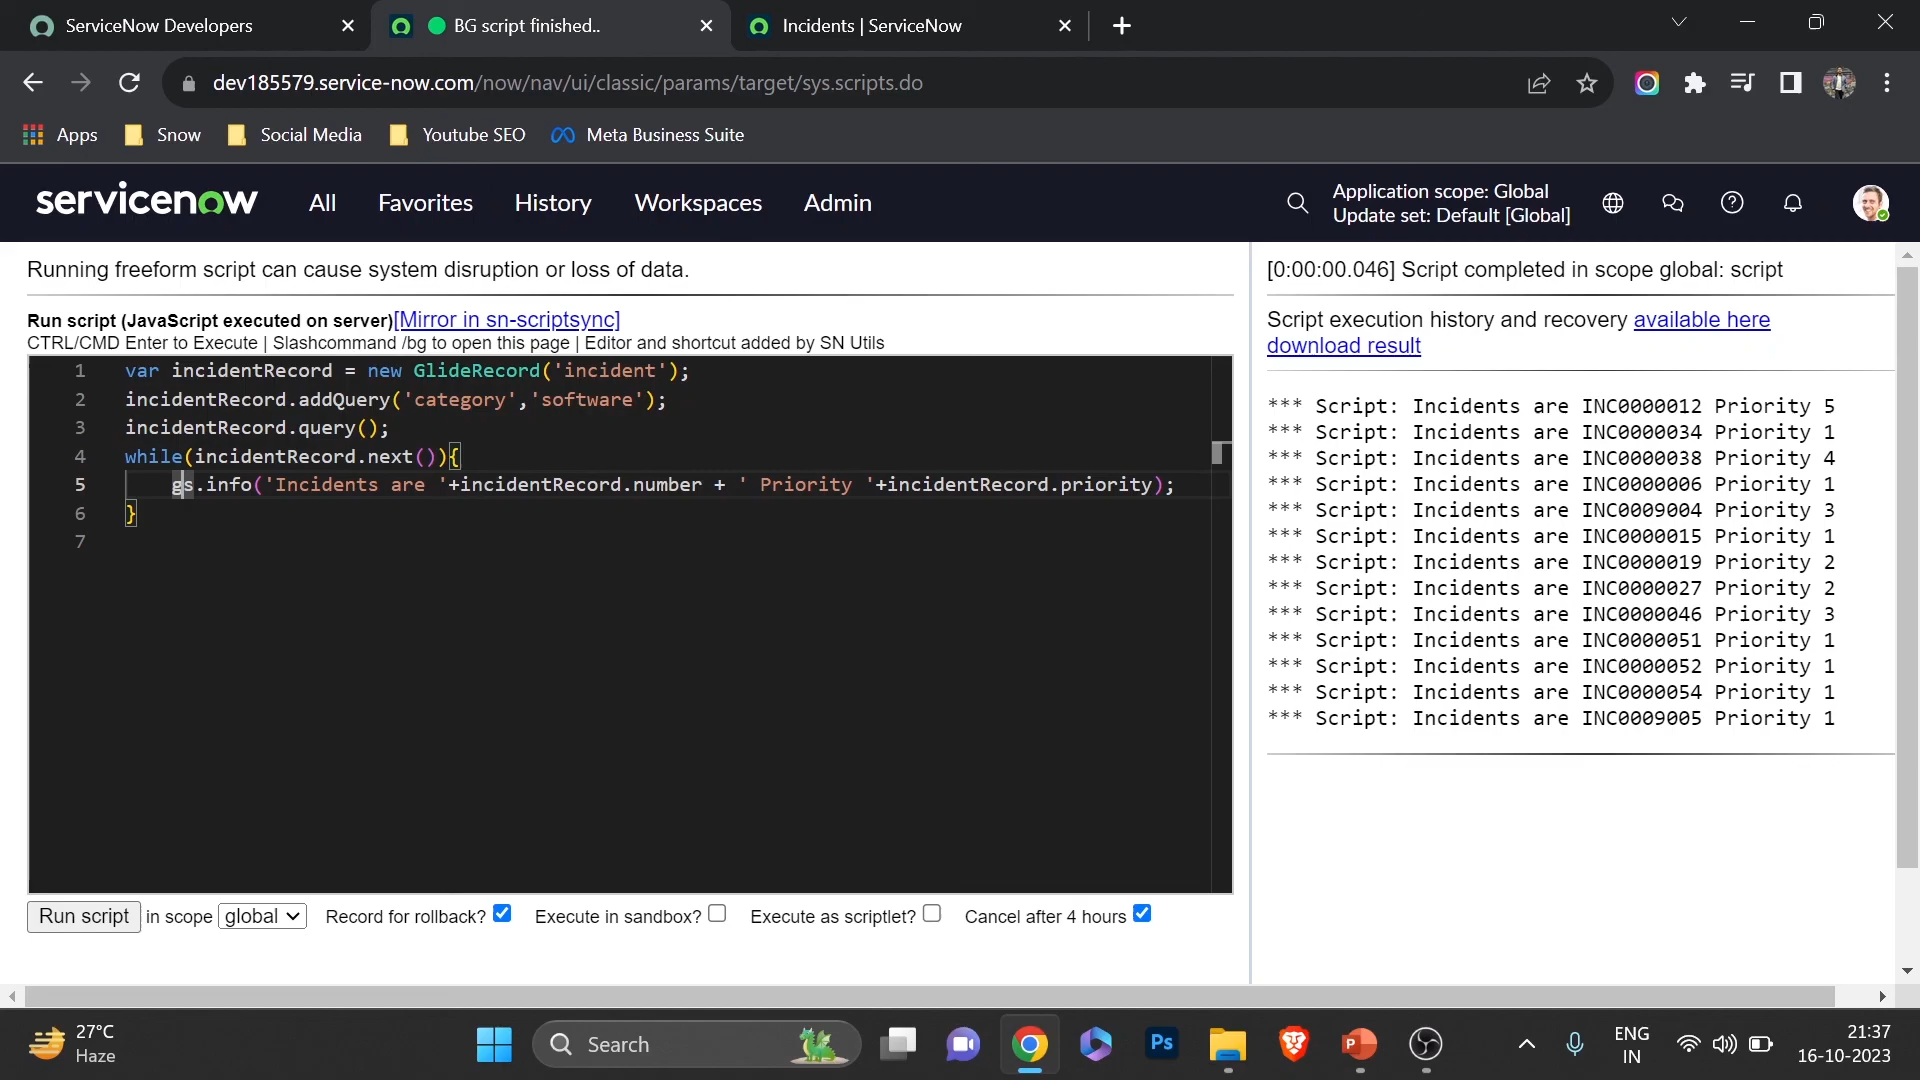 ServiceNow Developers
BG script finished..
Incidents | ServiceNow
dev185579.service-now.com/now/nav/ui/classic/params/target/sys.scripts.do
Apps
Snow
Social Media
Youtube SEO
Meta Business Suite
servicenow
All
Favorites
History
Workspaces
Admin
Application scope: Global
Update set: Default [Global]
Running freeform script can cause system disruption or loss of data.
Run script (JavaScript executed on server)[Mirror in sn-scriptsync]
CTRL/CMD Enter to Execute | Slashcommand /bg to open this page | Editor and shortcut added by SN Utils
1 var incidentRecord = new GlideRecord('incident');
2 incidentRecord.addQuery('category','software');
3 incidentRecord.query();
4 while(incidentRecord.next()){
5 gs.info('Incidents are '+incidentRecord.number + ' Priority '+incidentRecord.priority);
6 }
7
Run script in scope global
Record for rollback?
Execute in sandbox?
Execute as scriptlet?
Cancel after 4 hours
[0:00:00.046] Script completed in scope global: script
Script execution history and recovery available here
download result
*** Script: Incidents are INC0000012 Priority 5
*** Script: Incidents are INC0000034 Priority 1
*** Script: Incidents are INC0000038 Priority 4
*** Script: Incidents are INC0000006 Priority 1
*** Script: Incidents are INC0009004 Priority 3
*** Script: Incidents are INC0000015 Priority 1
*** Script: Incidents are INC0000019 Priority 2
*** Script: Incidents are INC0000027 Priority 2
*** Script: Incidents are INC0000046 Priority 3
*** Script: Incidents are INC0000051 Priority 1
*** Script: Incidents are INC0000052 Priority 1
*** Script: Incidents are INC0000054 Priority 1
*** Script: Incidents are INC0009005 Priority 1
27°C
Haze
Search
Ps
P
ENG
IN
21:37
16-10-2023